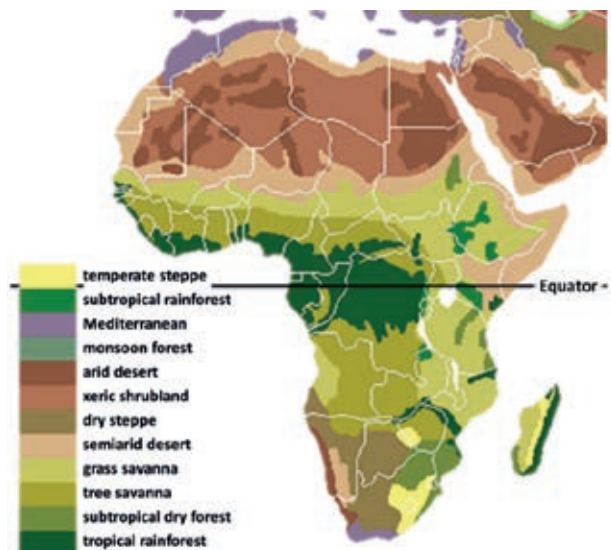 temperate steppe
Equator
subtropical rainforest
Mediterranean
monsoon forest
arid desert
xeric shrubland
dry steppe
semiarid desert
grass savanna
tree savanna
subtropical dry forest
tropical rainforest